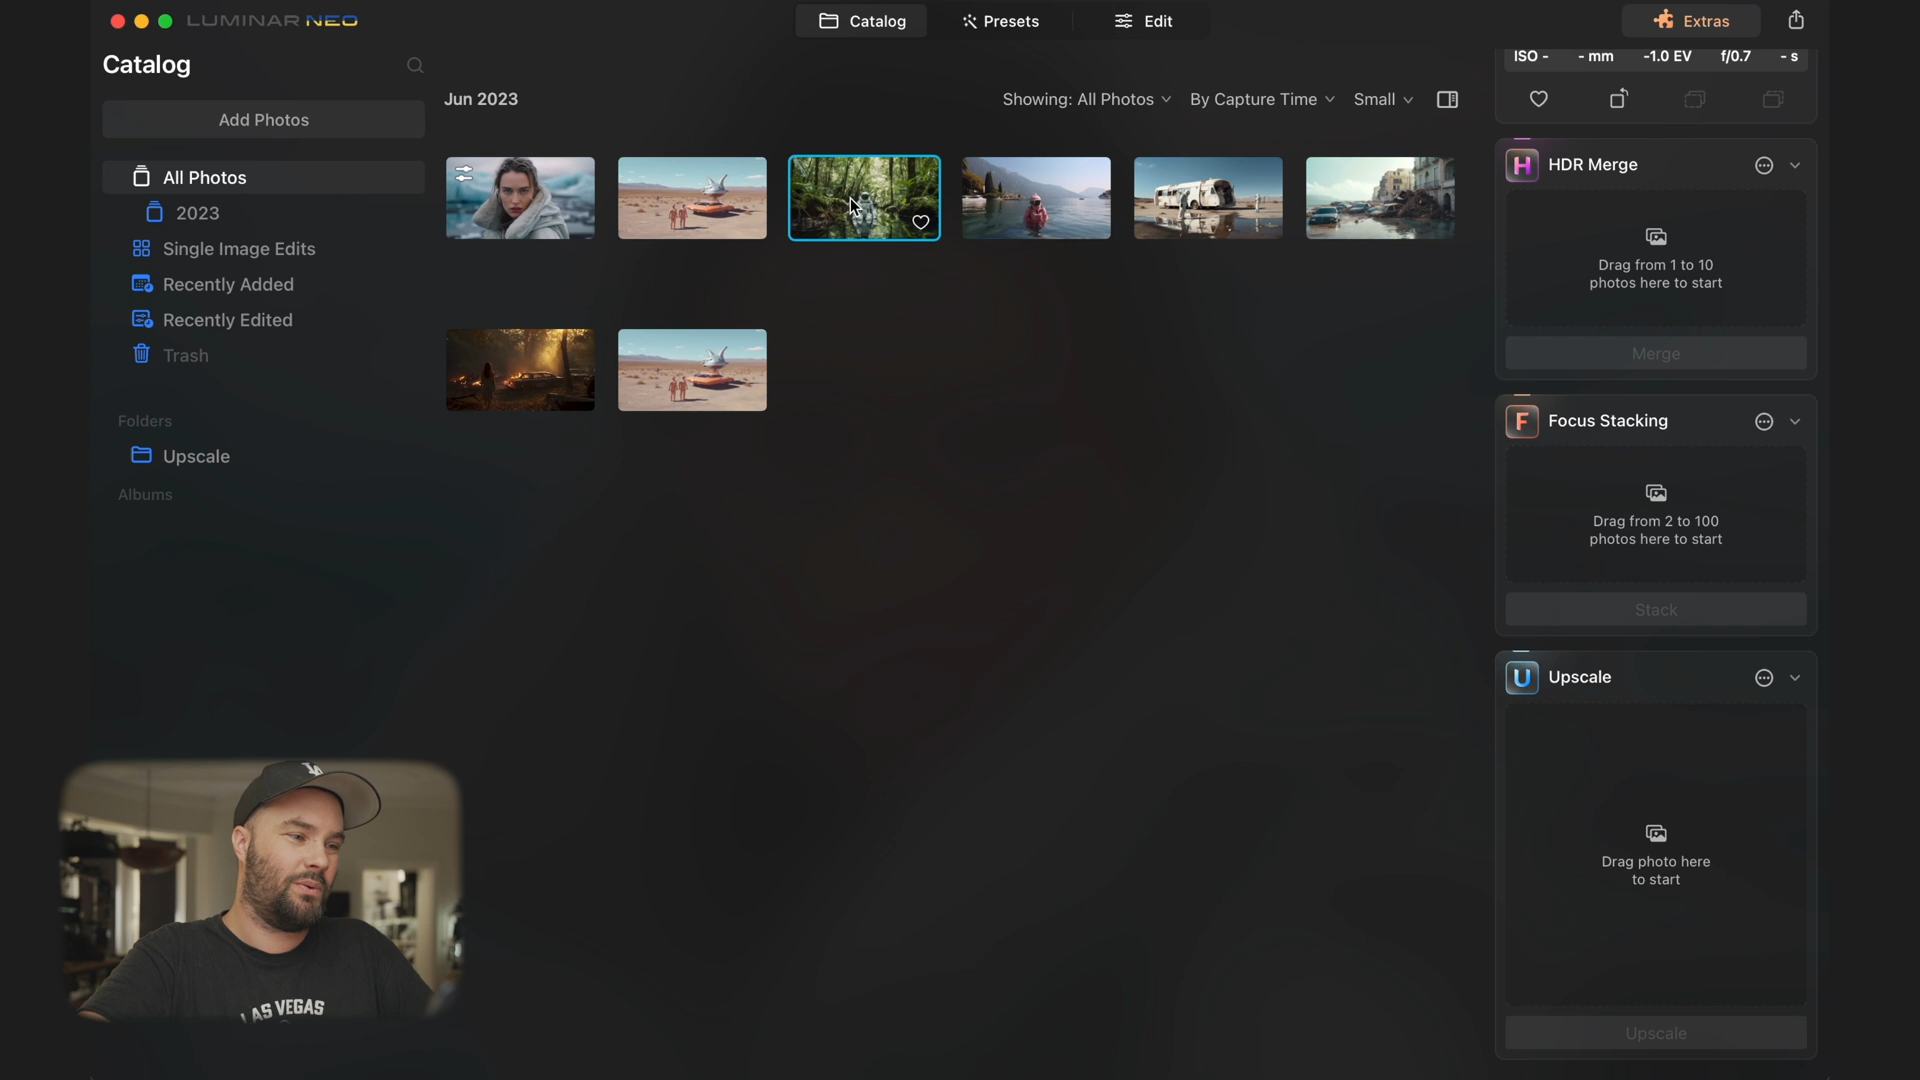 LUMINAR NEO
Catalog
Presets
Edit
Extras
Catalog
Add Photos
All Photos
2023
Single Image Edits
Recently Added
Recently Edited
Trash
Folders
Upscale
Albums
Jun 2023
Showing: All Photos
By Capture Time
Small
ISO -
- mm
-1.0 EV
f/0.7
- s
H
HDR Merge
Drag from 1 to 10
photos here to start
Merge
F
Focus Stacking
Drag from 2 to 100
photos here to start
Stack
U
Upscale
Drag photo here
to start
Upscale
LAS VEGAS